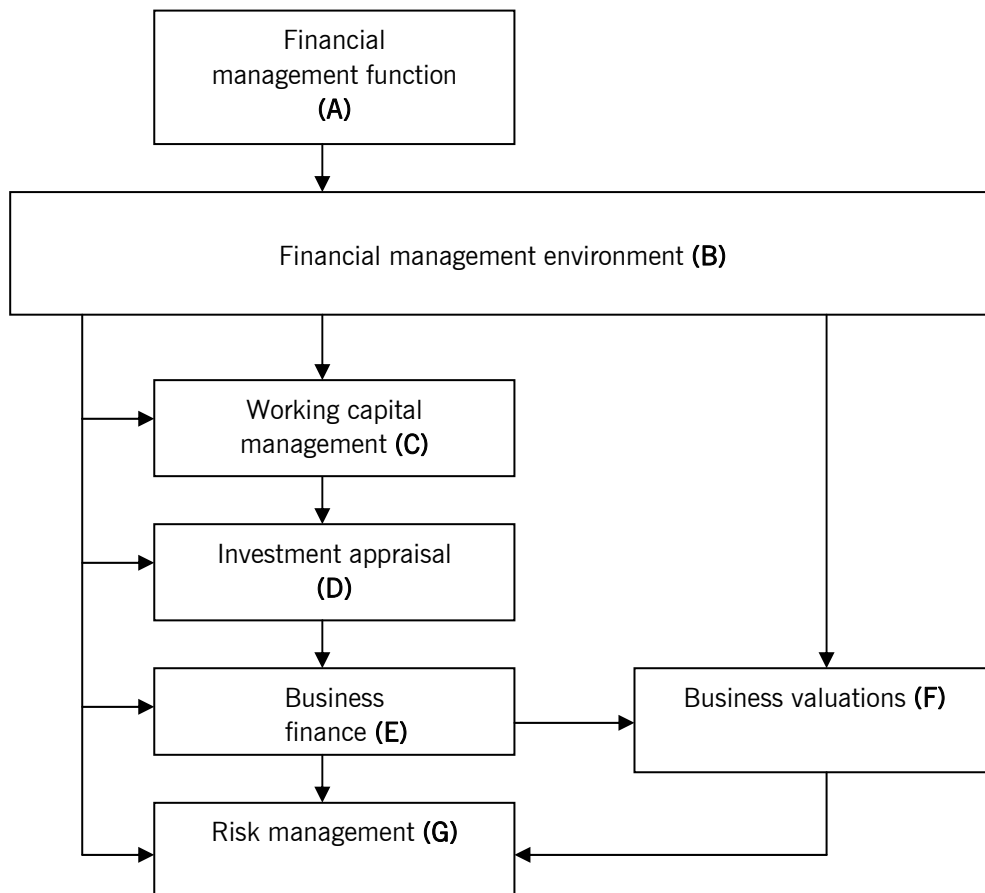 Financial
management function
(A)
Financial management environment (B)
Working capital
management (C)
Investment appraisal
(D)
Business
finance (E)
Business valuations (F)
Risk management (G)